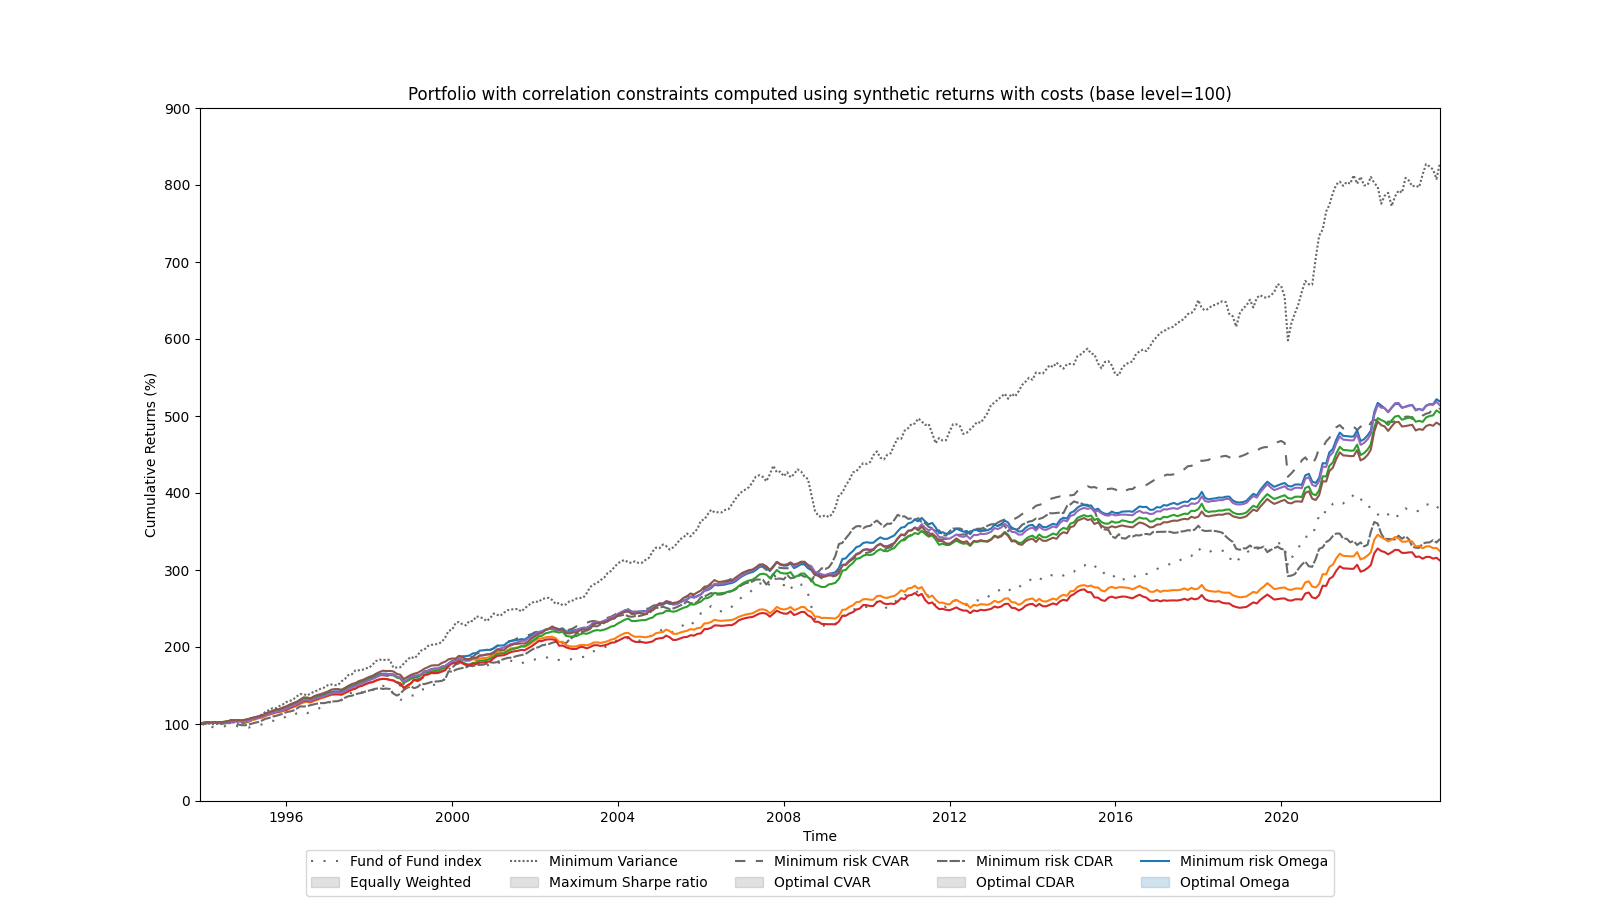 Portfolio with correlation constraints computed using synthetic returns with costs (base level=100)
900
800
700
600
500
400
300
200
100
0
Cumulative Returns (%)
1996 2000 2004 2008 2012 2016 2020
Time
Fund of Fund index Minimum Variance Minimum risk CVAR Minimum risk CDAR Minimum risk Omega
Equally Weighted Maximum Sharpe ratio Optimal CVAR Optimal CDAR Optimal Omega